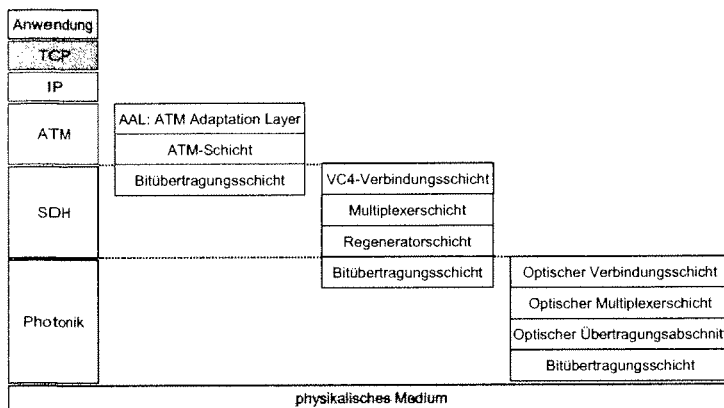 Anwendung
TCP
IP
ATM
AAL: ATM Adaptation Layer
ATM-Schicht
Bitübertragungsschicht
VC4-Verbindungsschicht
SDH
Multiplexerschicht
Regeneratorschicht
Bitübertragungsschicht
Optischer Verbindungsschicht
Photonik
Optischer Multiplexerschicht
Optischer Übertragungsabschnitt
Bitübertragungsschicht
physikalisches Medium